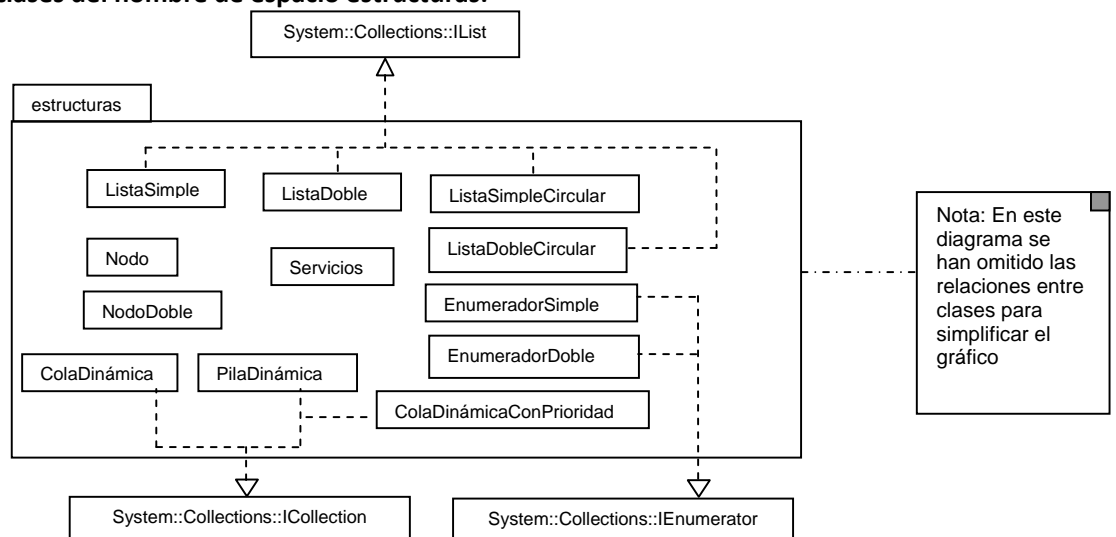 clases del nombre de espacio estructuras.
System::Collections::IList
estructuras
ListaSimple
ListaDoble
ListaSimpleCircular
ListaDobleCircular
Nodo
Servicios
NodoDoble
EnumeradorSimple
EnumeradorDoble
ColaDinámica
PilaDinámica
ColaDinámicaConPrioridad
Nota: En este
diagrama se
han omitido las
relaciones entre
clases para
simplificar el
gráfico
System::Collections::ICollection
System::Collections::IEnumerator